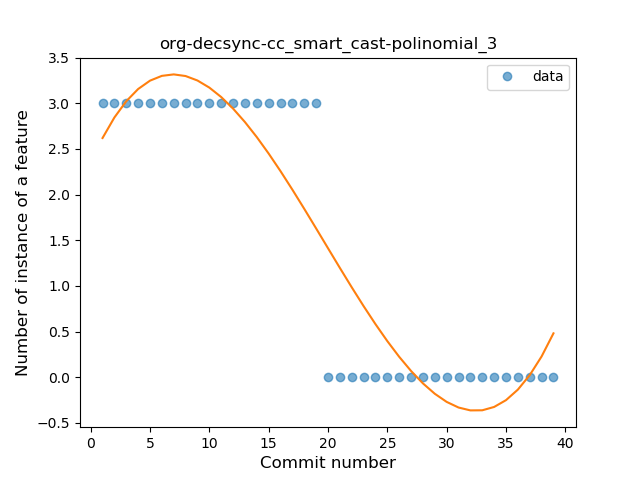 org-decsync-cc_smart_cast-polinomial_3
data
Number of instance of a feature
3.5
3.0
2.5
2.0
1.5
1.0
0.5
0.0
−0.5
0 5 10 15 20 25 30 35 40
Commit number